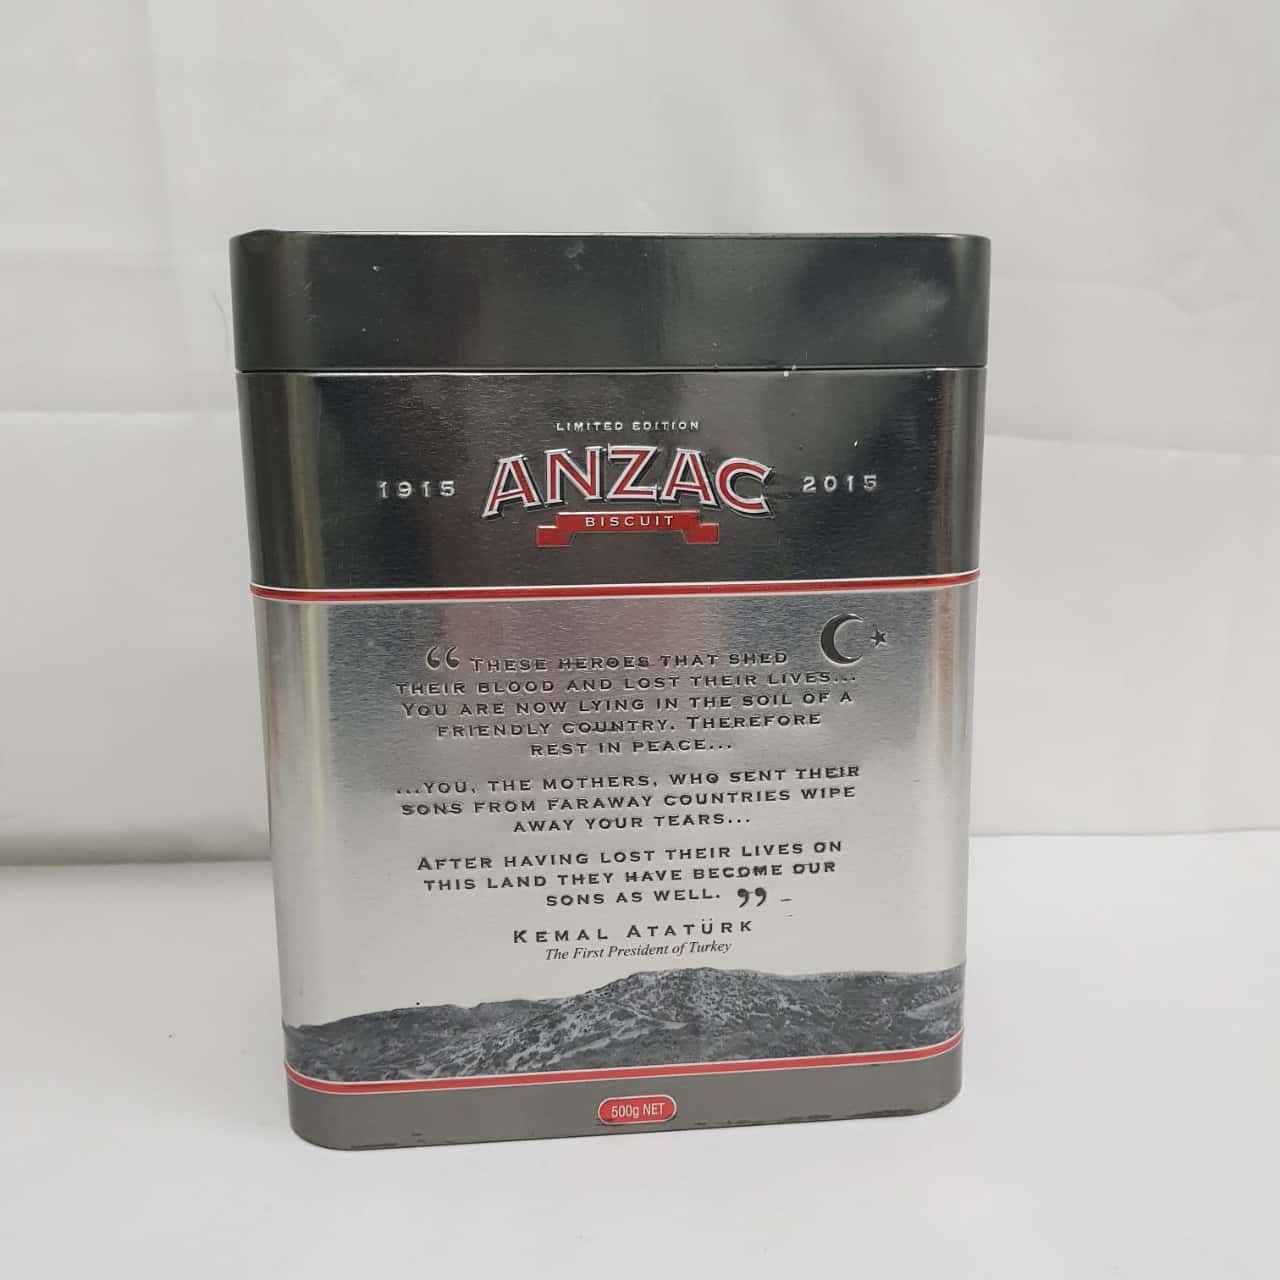 LIMITED EDITION
1915 ANZAC 2015
BISCUIT
“ THESE HEROES THAT SHED
THEIR BLOOD AND LOST THEIR LIVES...
YOU ARE NOW LYING IN THE SOIL OF A
FRIENDLY COUNTRY. THEREFORE
REST IN PEACE...
...YOU, THE MOTHERS, WHO SENT THEIR
SONS FROM FARAWAY COUNTRIES WIPE
AWAY YOUR TEARS...
AFTER HAVING LOST THEIR LIVES ON
THIS LAND THEY HAVE BECOME OUR
SONS AS WELL. ”
KEMAL ATATÜRK
The First President of Turkey
500g NET